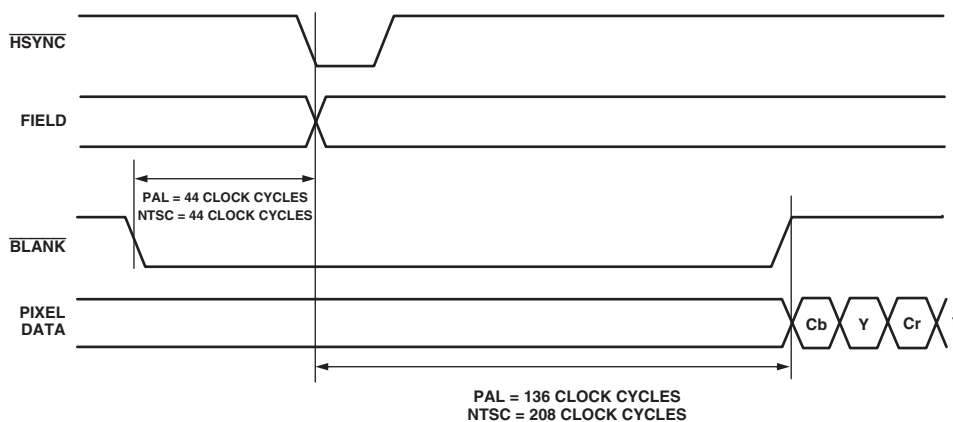 HSYNC
FIELD
PAL = 44 CLOCK CYCLES
NTSC = 44 CLOCK CYCLES
BLANK
PIXEL
DATA
Cb Y Cr
PAL = 136 CLOCK CYCLES
NTSC = 208 CLOCK CYCLES